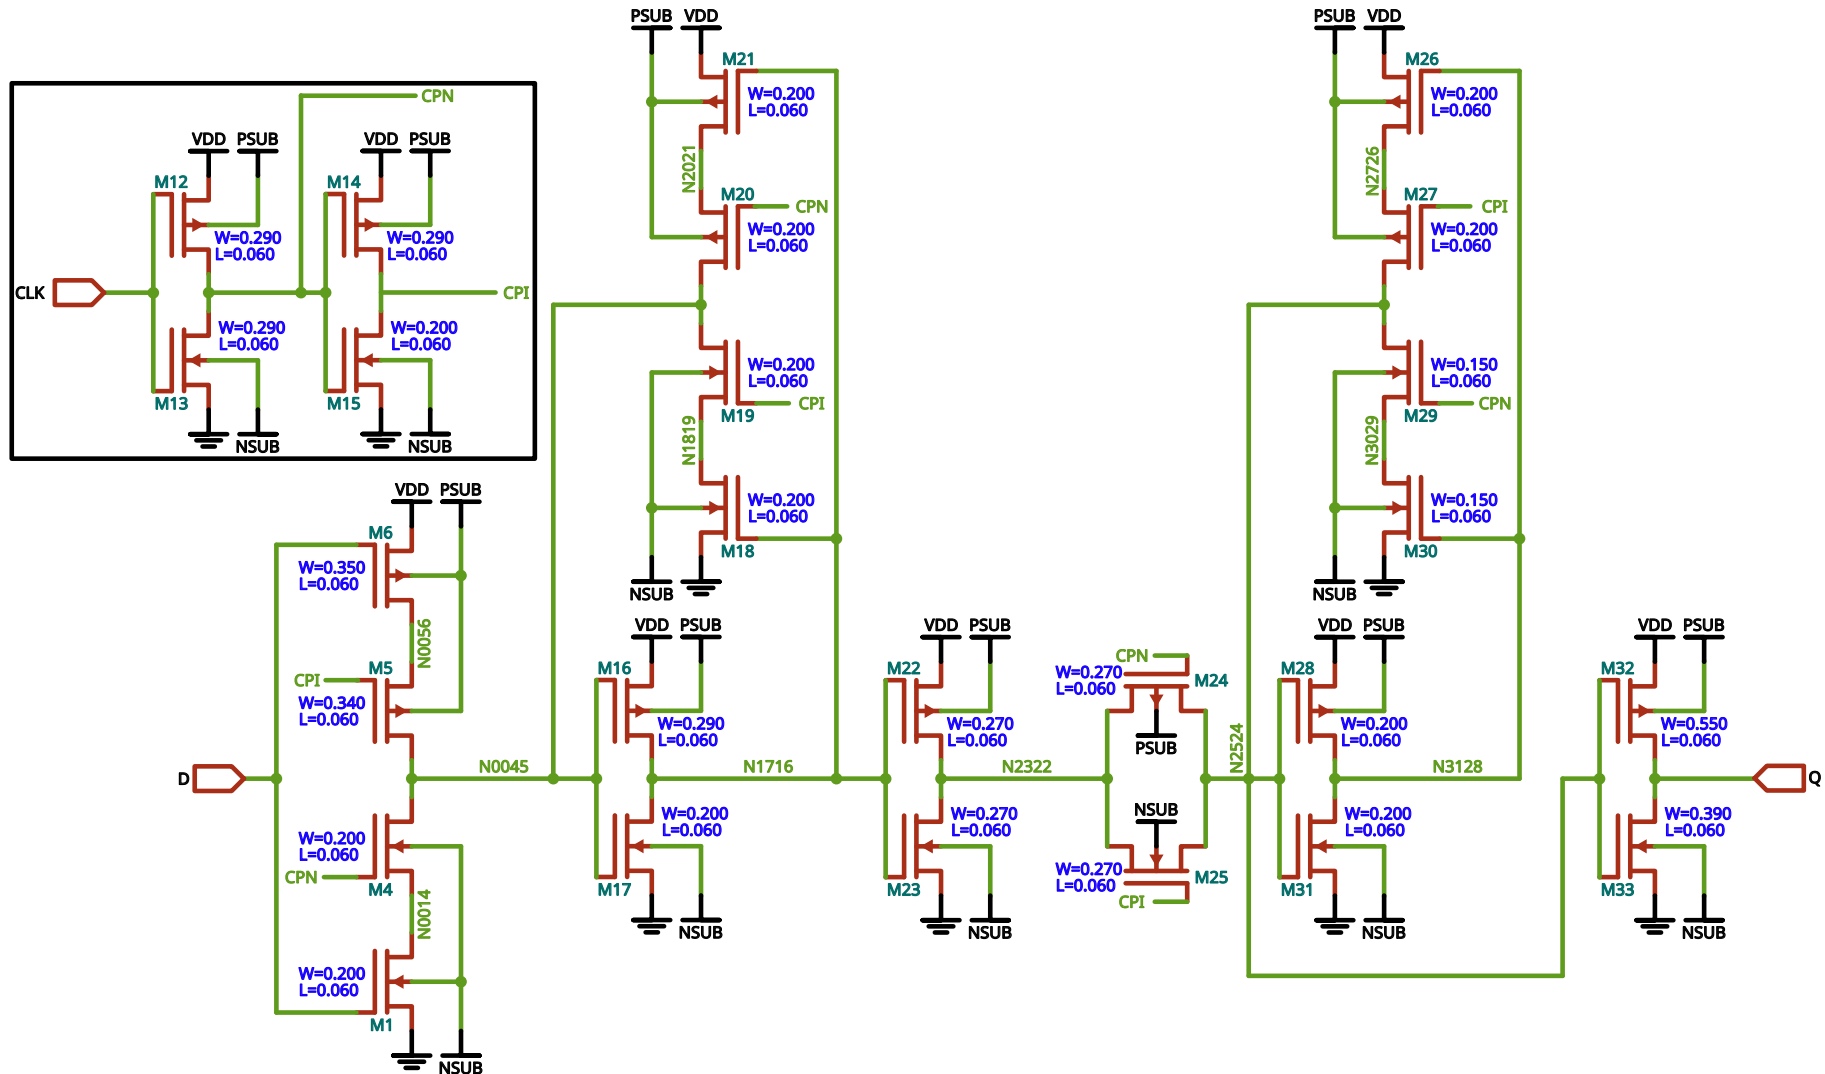 PSUB VDD
M21
W=0.200
L=0.060
N2021
M20
CPN
W=0.200
L=0.060
W=0.200
L=0.060
CPI
M19
N1819
W=0.200
L=0.060
M18
NSUB
PSUB VDD
M26
W=0.200
L=0.060
N2726
M27
CPI
W=0.200
L=0.060
W=0.150
L=0.060
CPN
M29
N3029
W=0.150
L=0.060
M30
NSUB
CPN
VDD PSUB
M12
W=0.290
L=0.060
VDD PSUB
M14
W=0.290
L=0.060
CLK
CPI
W=0.290
L=0.060
M13
NSUB
W=0.200
L=0.060
M15
NSUB
VDD PSUB
M6
W=0.350
L=0.060
N0056
M5
CPI
W=0.340
L=0.060
D
N0045
W=0.200
L=0.060
CPN
M4
N0014
W=0.200
L=0.060
M1
NSUB
VDD PSUB
M16
W=0.290
L=0.060
N1716
W=0.200
L=0.060
M17
NSUB
VDD PSUB
M22
W=0.270
L=0.060
N2322
W=0.270
L=0.060
M23
NSUB
CPN
W=0.270
L=0.060
M24
PSUB
NSUB
W=0.270
L=0.060
M25
CPI
N2524
VDD PSUB
M28
W=0.200
L=0.060
N3128
W=0.200
L=0.060
M31
NSUB
VDD PSUB
M32
W=0.550
L=0.060
Q
W=0.390
L=0.060
M33
NSUB